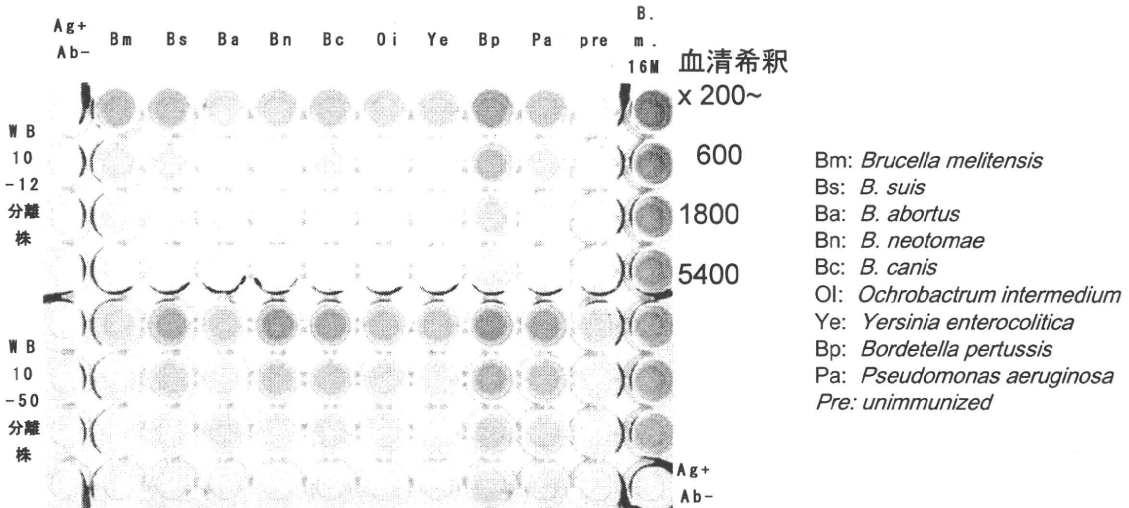 Ag+
Ab-
Bm Bs Ba Bn Bc Oi Ye Bp Pa pre
B.
m.
16M
血清希釈
x 200~
600
1800
5400
WB
10
-12
分離
株
WB
10
-50
分離
株
Ag+
Ab-
Bm: Brucella melitensis
Bs: B. suis
Ba: B. abortus
Bn: B. neotomae
Bc: B. canis
OI: Ochrobactrum intermedium
Ye: Yersinia enterocolitica
Bp: Bordetella pertussis
Pa: Pseudomonas aeruginosa
Pre: unimmunized